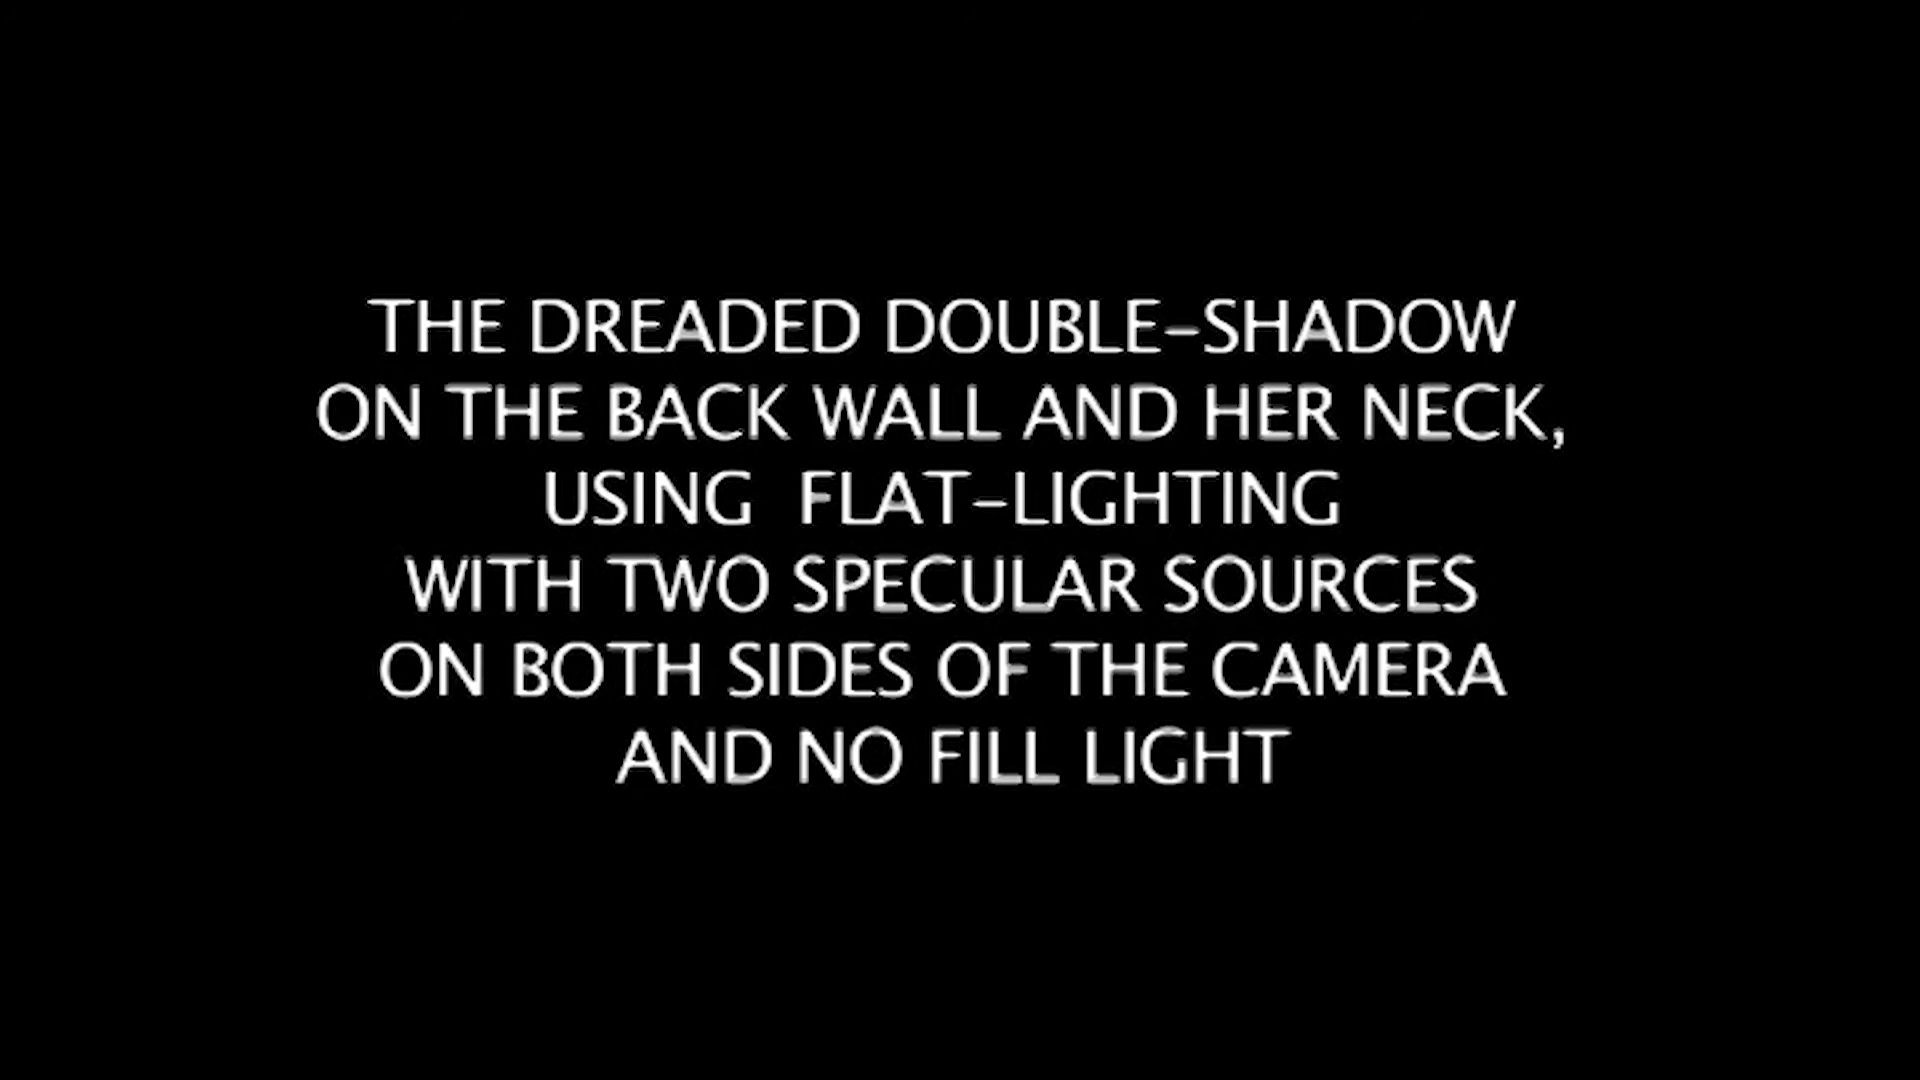 THE DREADED DOUBLE-SHADOW
ON THE BACK WALL AND HER NECK,
USING  FLAT-LIGHTING
WITH TWO SPECULAR SOURCES
ON BOTH SIDES OF THE CAMERA
AND NO FILL LIGHT